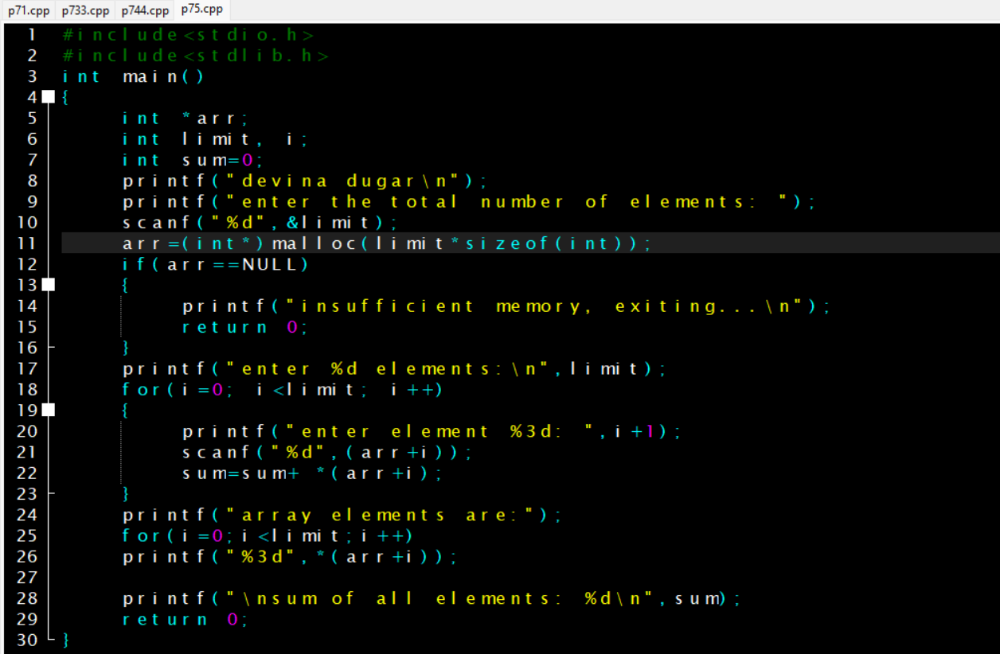 p71.cpp p733.cpp p744.cpp p75.cpp
1 #include<stdio.h>
2 #include<stdlib.h>
3 int main()
4 {
5 int *arr;
6 int limit, i;
7 int sum=0;
8 printf("devina dugar\n");
9 printf("enter the total number of elements: ");
10 scanf("%d",&limit);
11 arr=(int*)malloc(limit*sizeof(int));
12 if(arr==NULL)
13 {
14 printf("insufficient memory, exiting...\n");
15 return 0;
16 }
17 printf("enter %d elements:\n",limit);
18 for(i=0; i<limit; i++)
19 {
20 printf("enter element %3d: ",i+1);
21 scanf("%d",(arr+i));
22 sum=sum+ *(arr+i);
23 }
24 printf("array elements are:");
25 for(i=0;i<limit;i++)
26 printf("%3d",*(arr+i));
27
28 printf("\nsum of all elements: %d\n",sum);
29 return 0;
30 }